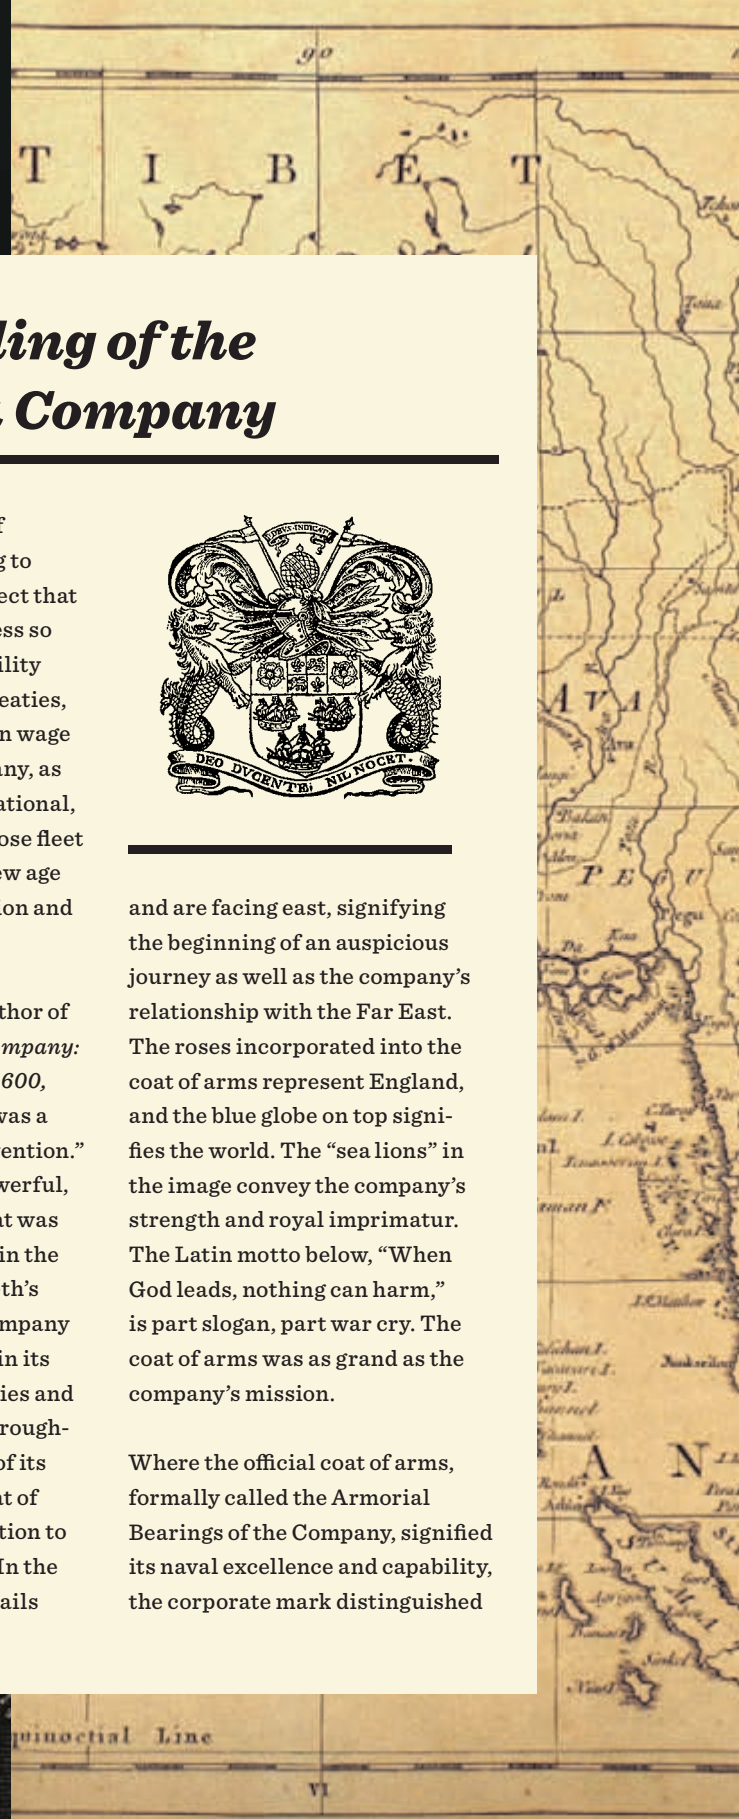 90
T I B E T
ling of the
Company
f
g to
ect that
ess so
ility
eaties,
n wage
any, as
ational,
ose fleet
ew age
ion and
thor of
mpany:
600,
was a
ention.”
werful,
at was
in the
th’s
mpany
in its
ies and
rough-
of its
at of
tion to
In the
ails
DEVS·INDICAT
DEO DVCENTE NIL NOCET·
and are facing east, signifying
the beginning of an auspicious
journey as well as the company’s
relationship with the Far East.
The roses incorporated into the
coat of arms represent England,
and the blue globe on top signi-
fies the world. The “sea lions” in
the image convey the company’s
strength and royal imprimatur.
The Latin motto below, “When
God leads, nothing can harm,”
is part slogan, part war cry. The
coat of arms was as grand as the
company’s mission.
Where the official coat of arms,
formally called the Armorial
Bearings of the Company, signified
its naval excellence and capability,
the corporate mark distinguished
Toua
AVA
Ava
Bakan
PEGU
Pegu
A N
quinoctial Line
VI